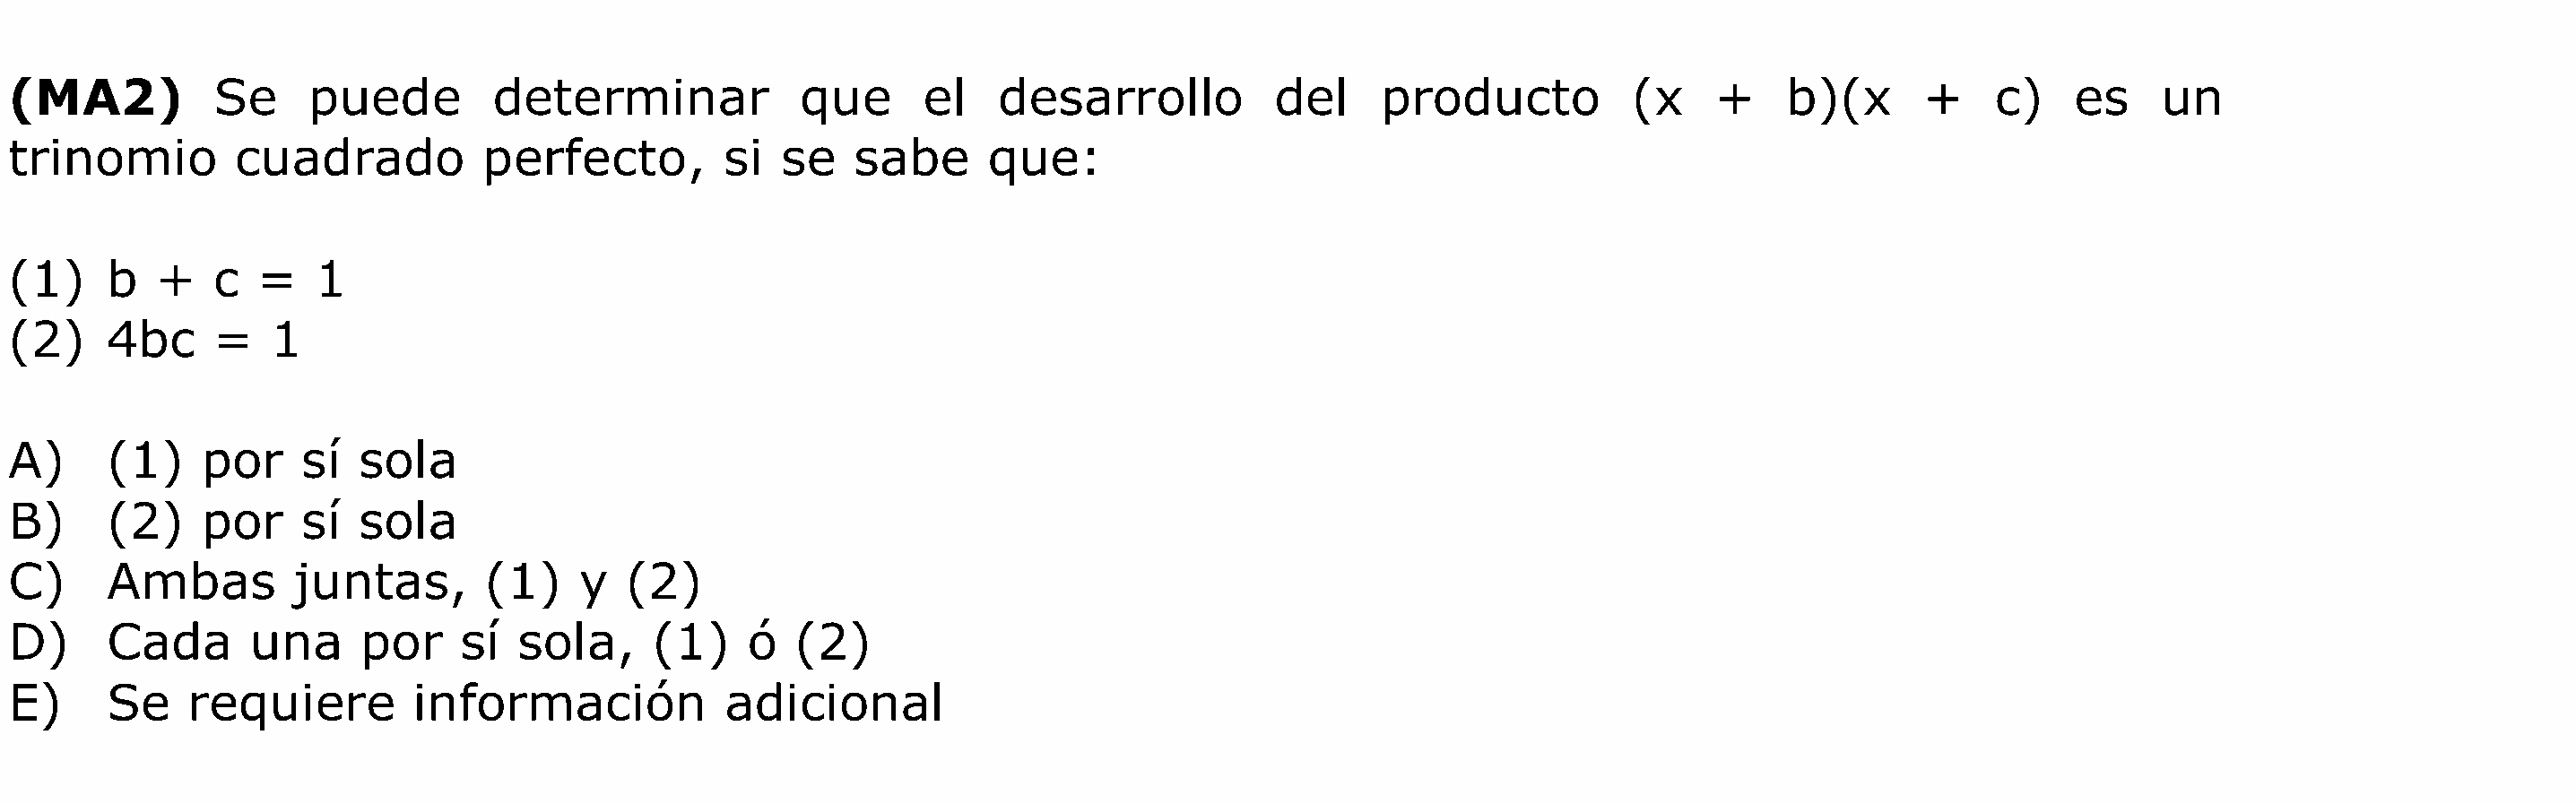 (MA2) Se puede determinar que el desarrollo del producto (x + b)(x + c) es un
trinomio cuadrado perfecto, si se sabe que:
(1) b + c = 1
(2) 4bc = 1
A) (1) por sí sola
B) (2) por sí sola
C) Ambas juntas, (1) y (2)
D) Cada una por sí sola, (1) ó (2)
E) Se requiere información adicional